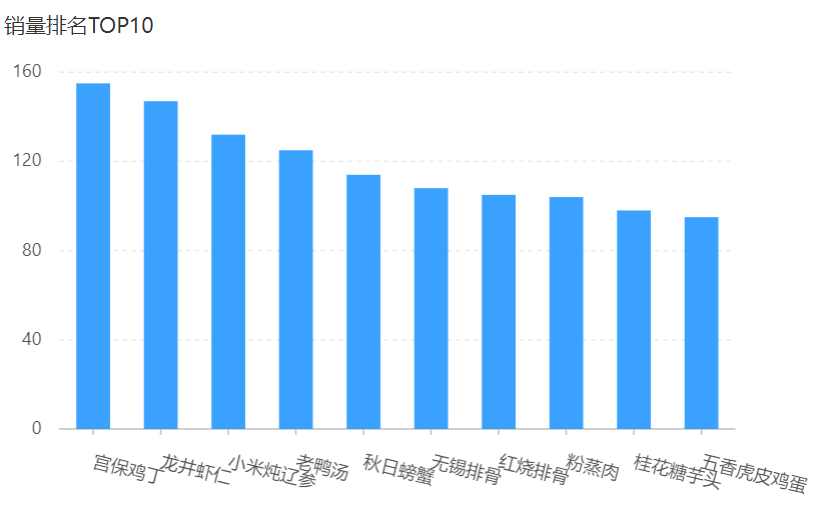 销量排名TOP10
160
120
80
40
0
宫保鸡丁
龙井虾仁
小米炖辽参
老鸭汤
秋日螃蟹
无锡排骨
红烧排骨
粉蒸肉
桂花糖芋头
五香虎皮鸡蛋